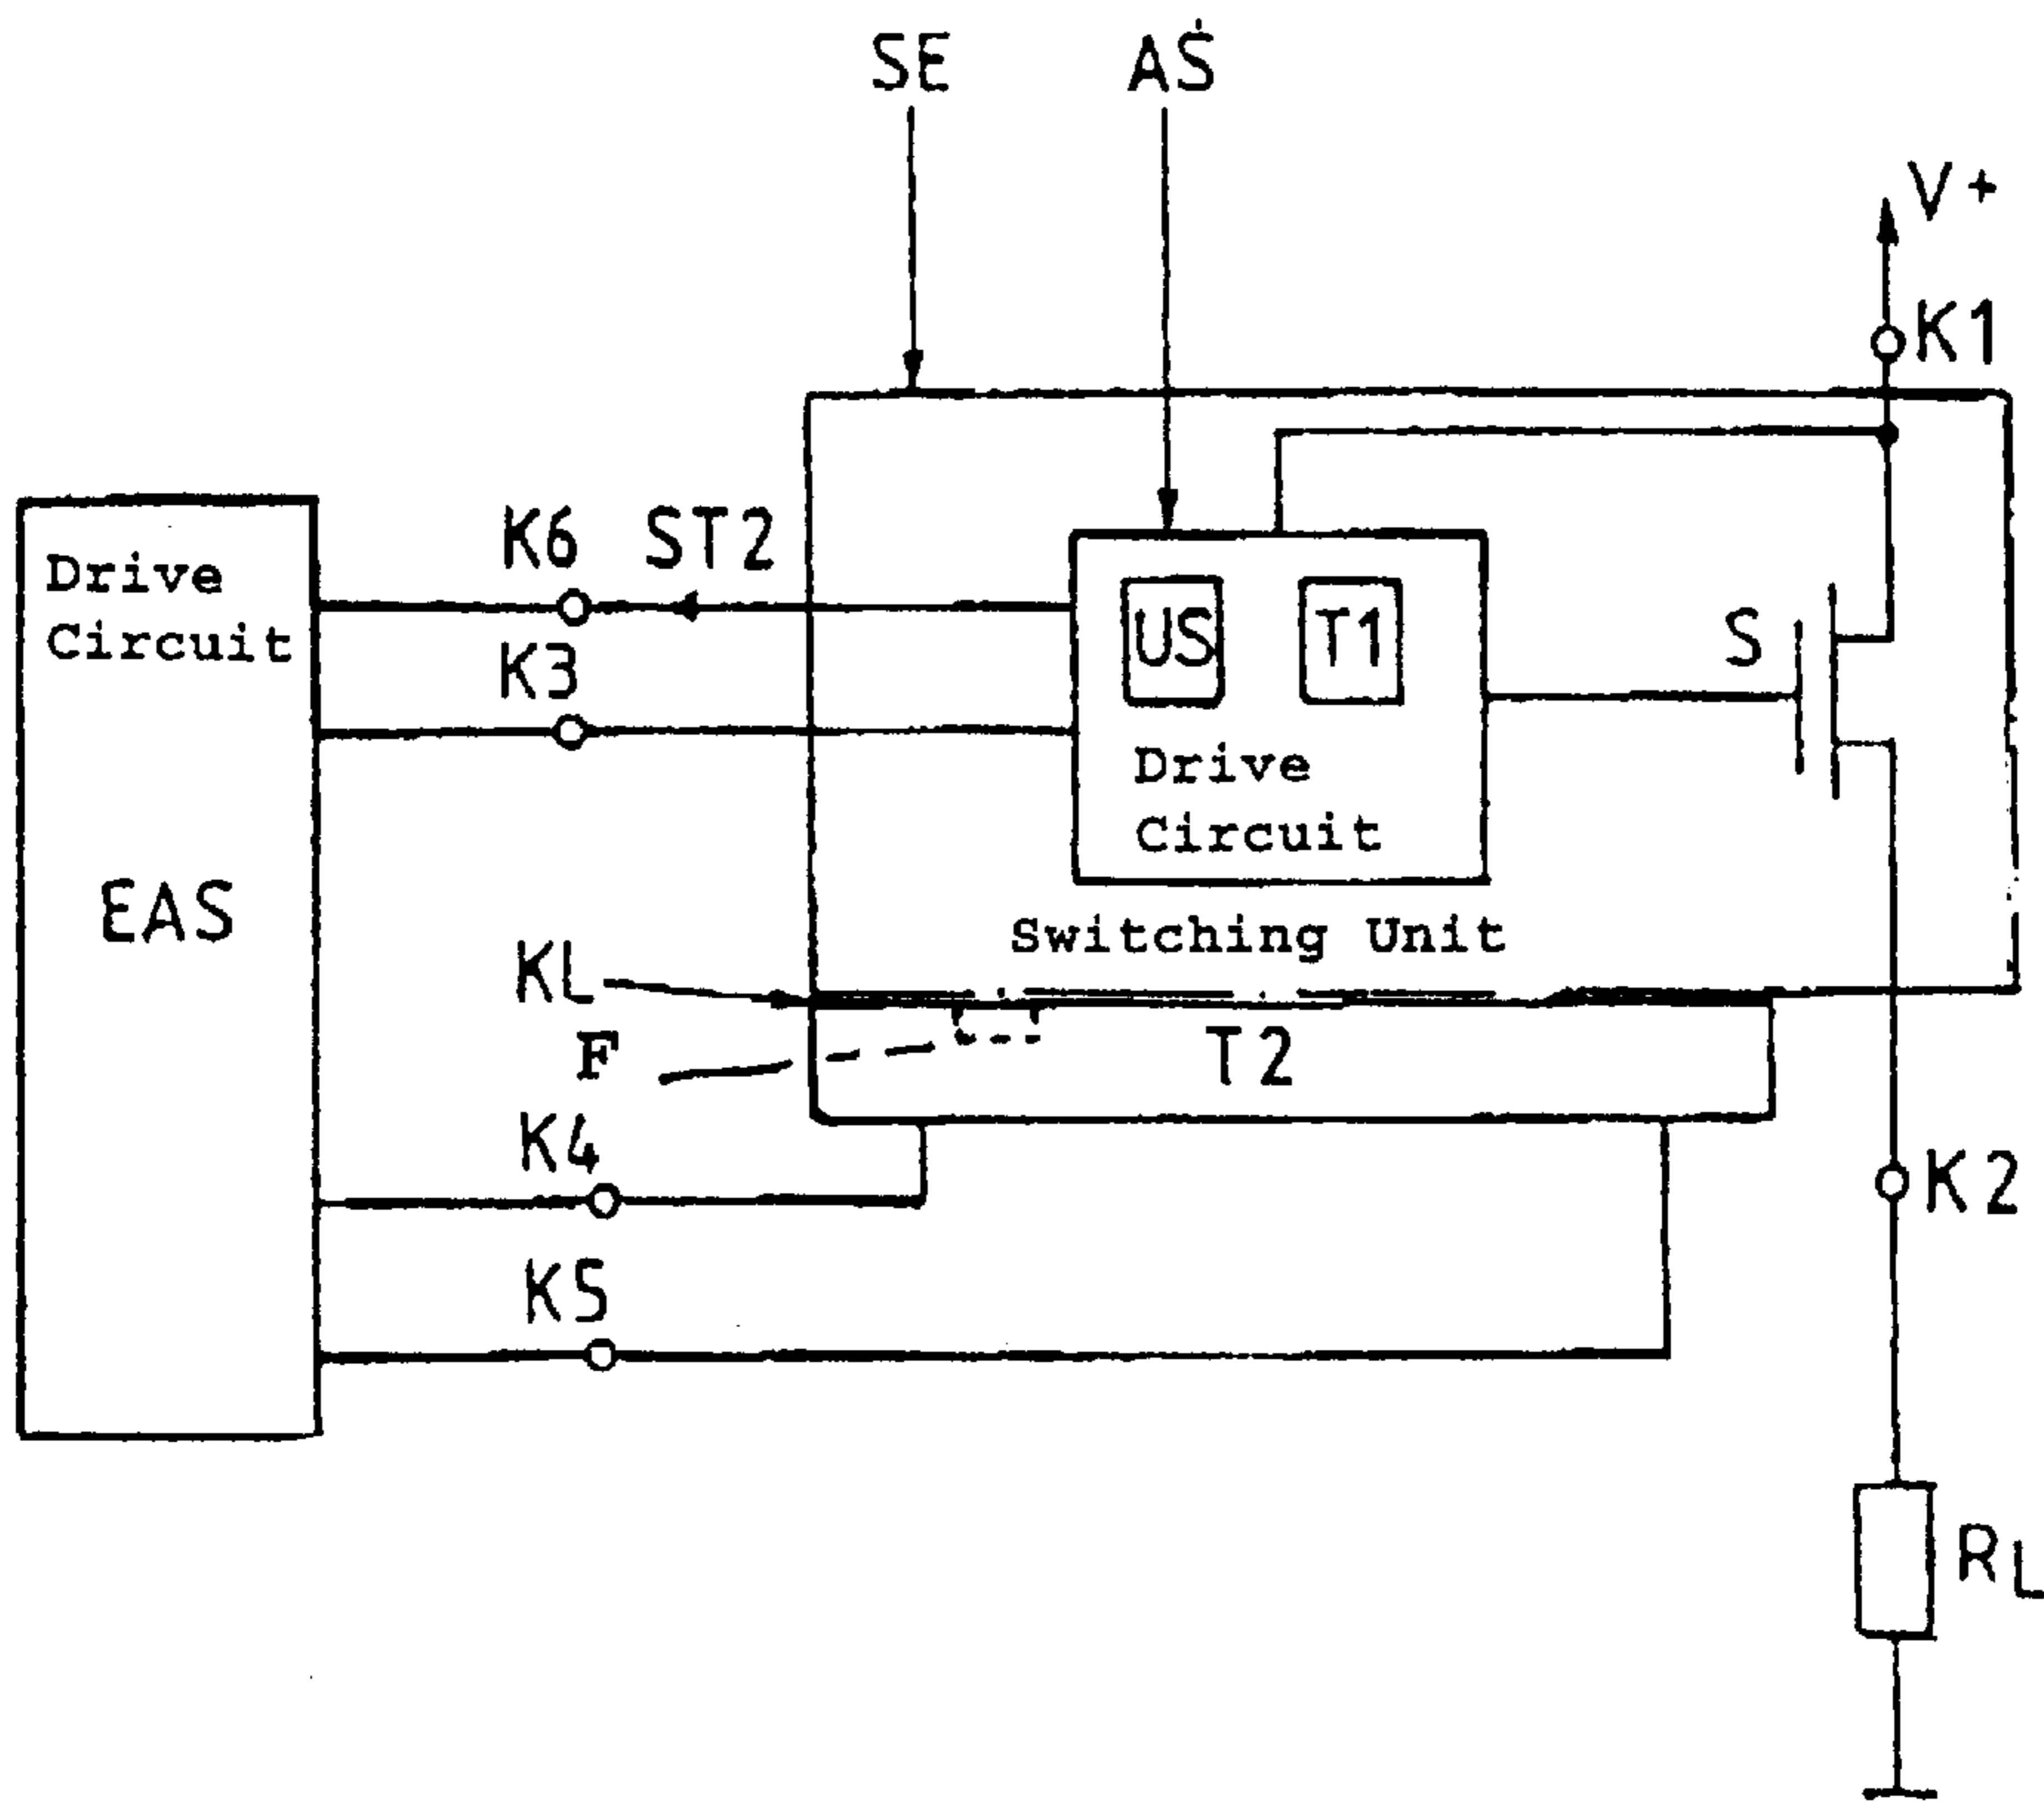 SE
AS
V+
K1
K6
ST2
Drive
Circuit
US
T1
S
K3
Drive
Circuit
EAS
Switching Unit
KL
F
T2
K4
K2
K5
RL